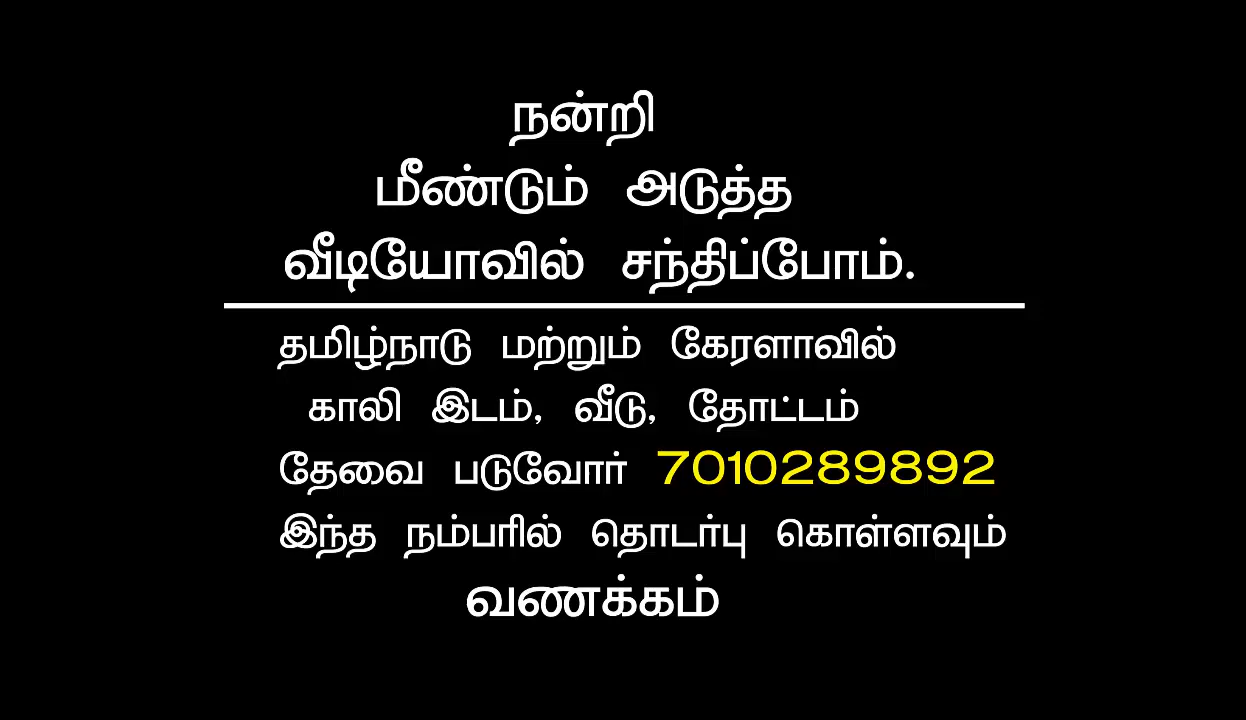 நன்றி
மீண்டும் அடுத்த
வீடியோவில் சந்திப்போம்.
தமிழ்நாடு மற்றும் கேரளாவில்
காலி இடம், வீடு, தோட்டம்
தேவை படுவோர் 7010289892
இந்த நம்பரில் தொடர்பு கொள்ளவும்
வணக்கம்